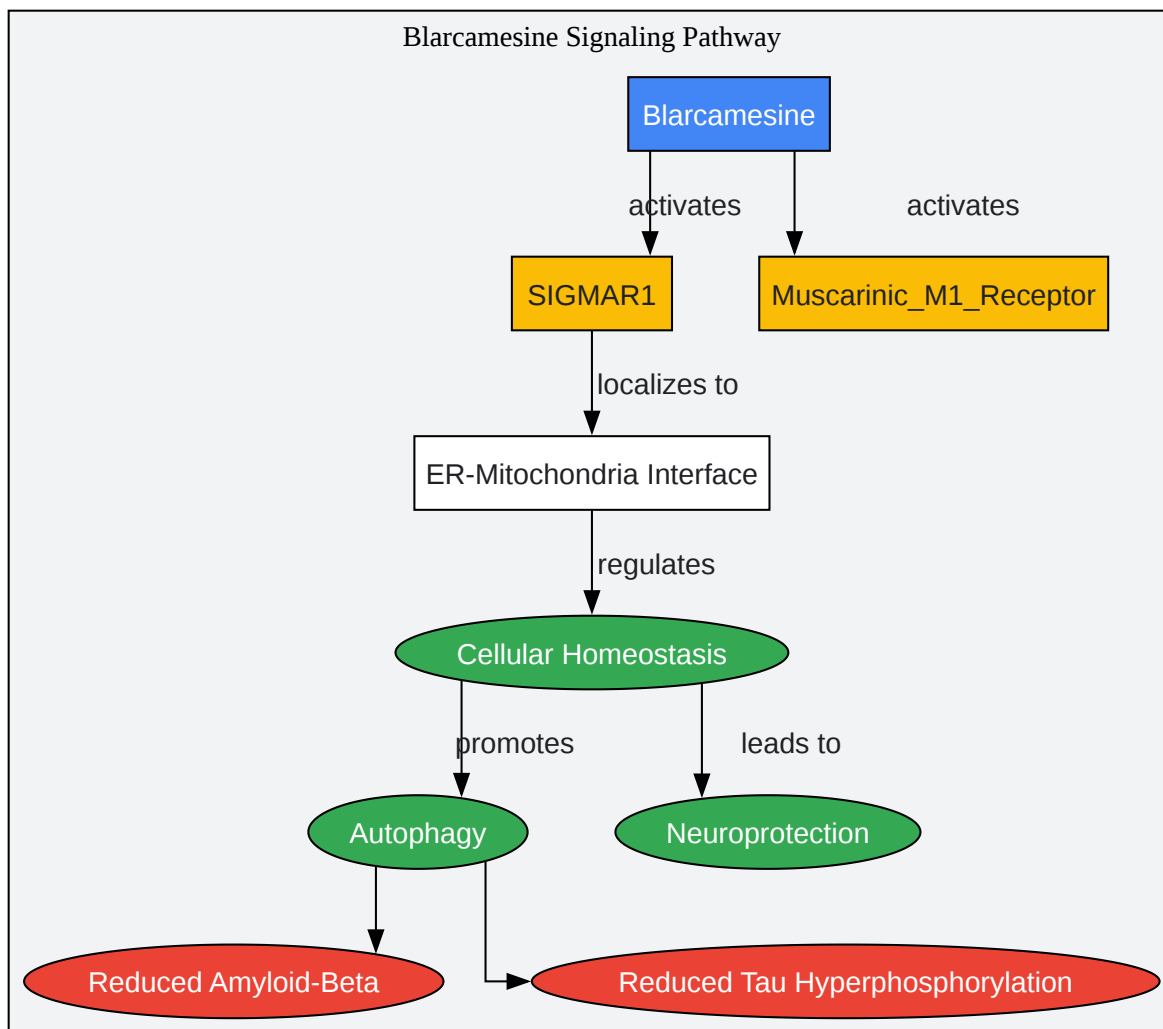 Blarcamesine Signaling Pathway
Blarcamesine
activates
activates
SIGMAR1
Muscarinic_M1_Receptor
localizes to
ER-Mitochondria Interface
regulates
Cellular Homeostasis
promotes
leads to
Autophagy
Neuroprotection
Reduced Amyloid-Beta
Reduced Tau Hyperphosphorylation